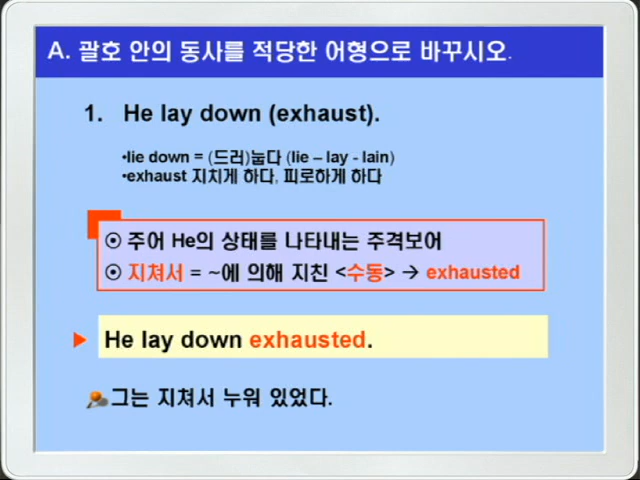 A. 괄호 안의 동사를 적당한 어형으로 바꾸시오.
1. He lay down (exhaust).
•lie down = (드러)눕다 (lie – lay - lain)
•exhaust 지치게 하다, 피로하게 하다
⊙ 주어 He의 상태를 나타내는 주격보어
⊙ 지쳐서 = ~에 의해 지친 <수동> → exhausted
▶ He lay down exhausted.
그는 지쳐서 누워 있었다.